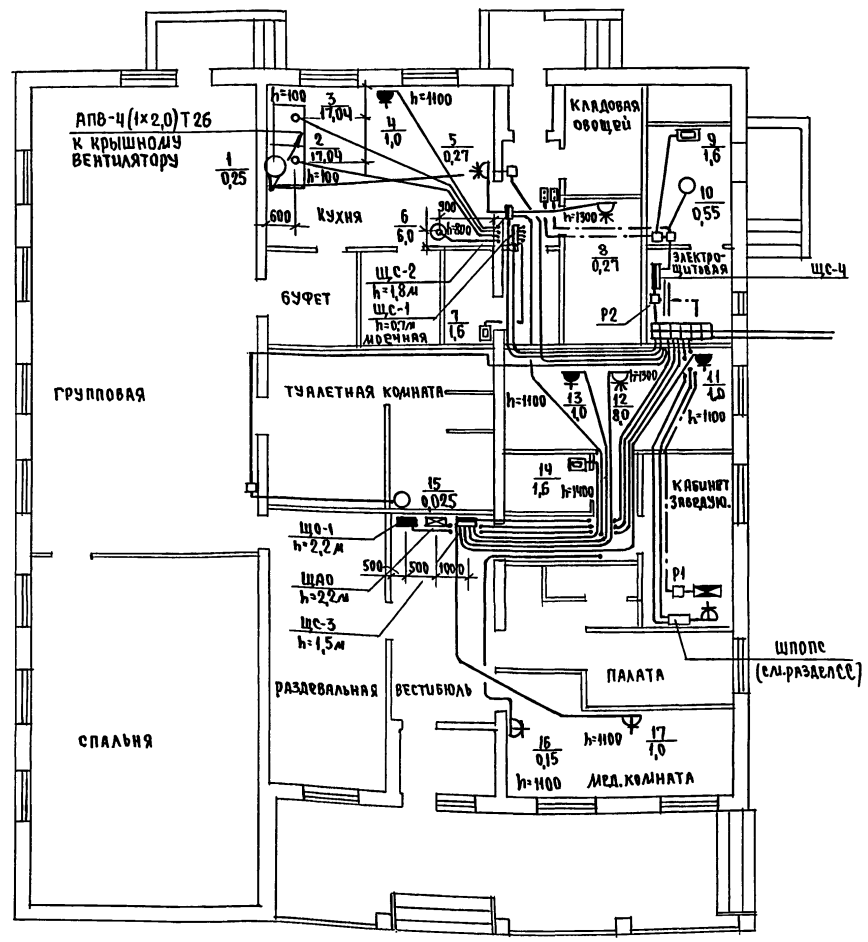 h=100
3
17,04
h=1100
4
1,0
КЛАДОВАЯ
ОВОЩЕЙ
АПВ-4(1×2,0)Т26
К КРЫШНОМУ
ВЕНТИЛЯТОРУ
1
0,25
2
17,04
h=100
5
0,27
9
1,6
10
0,55
600
КУХНЯ
6
6,0
900
h=800
h=1300
8
0,27
ЭЛЕКТРО-
ЩИТОВАЯ
ЩС-4
ЩС-2
h=1,8м
ЩС-1
h=0,7м
БУФЕТ
МОЕЧНАЯ
7
1,6
Р2
ГРУППОВАЯ
ТУАЛЕТНАЯ КОМНАТА
h=1100
13
1,0
12
8,0
h=1300
11
1,0
h=1100
14
1,6
h=1400
КАБИНЕТ
ЗАВЕДУЮ.
15
0,025
ЩО-1
h=2,2м
ЩАО
h=2,2м
ЩС-3
h=1,5м
500
500
1000
Р1
ШПОПС
(СМ.РАЗДЕЛ СС)
ПАЛАТА
РАЗДЕВАЛЬНАЯ
ВЕСТИБЮЛЬ
СПАЛЬНЯ
16
0,15
h=1100
h=1100
17
1,0
МЕД.КОМНАТА